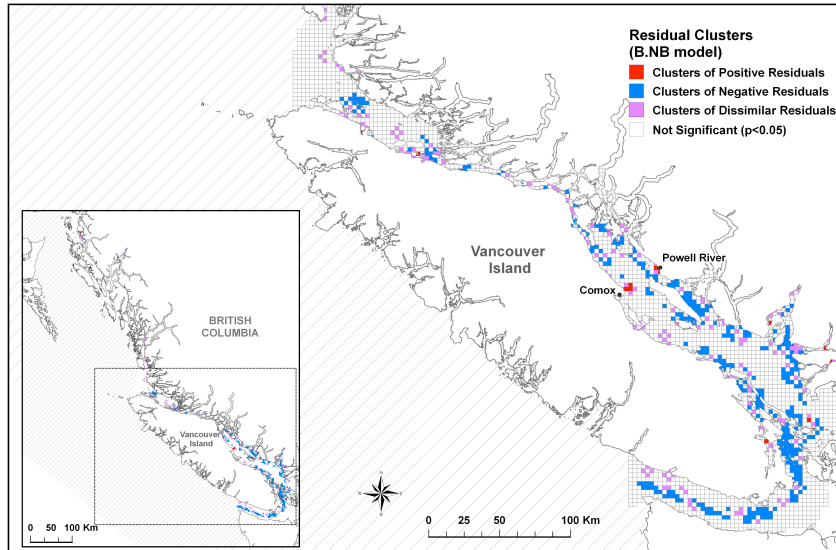 Residual Clusters
(B.NB model)
Clusters of Positive Residuals
Clusters of Negative Residuals
Clusters of Dissimilar Residuals
Not Significant (p<0.05)
Vancouver
Island
Powell River
Comox
BRITISH
COLUMBIA
Vancouver
Island
0 50 100 Km
N
0 25 50 100 Km